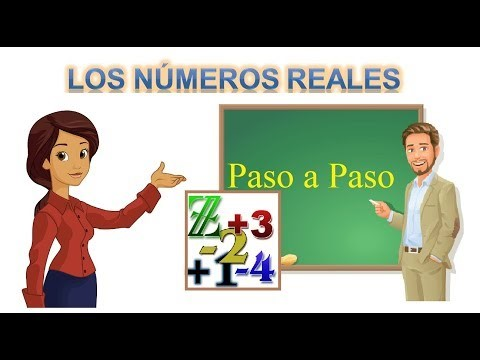 LOS NÚMEROS REALES
Paso a Paso
ℤ +3
-2
+1 -4